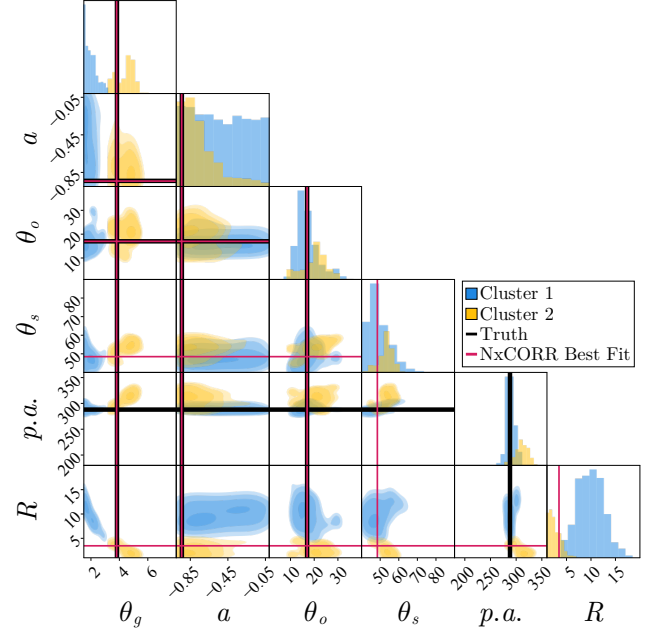 a
−0.05
−0.45
−0.85
θo
30
20
10
θs
80
70
60
50
Cluster 1
Cluster 2
Truth
NxCORR Best Fit
p.a.
350
300
250
200
R
15
10
5
2 4 6
−0.85 −0.45 −0.05
10 20 30
50 60 70 80
200 250 300 350
5 10 15
θg a θo θs p.a. R